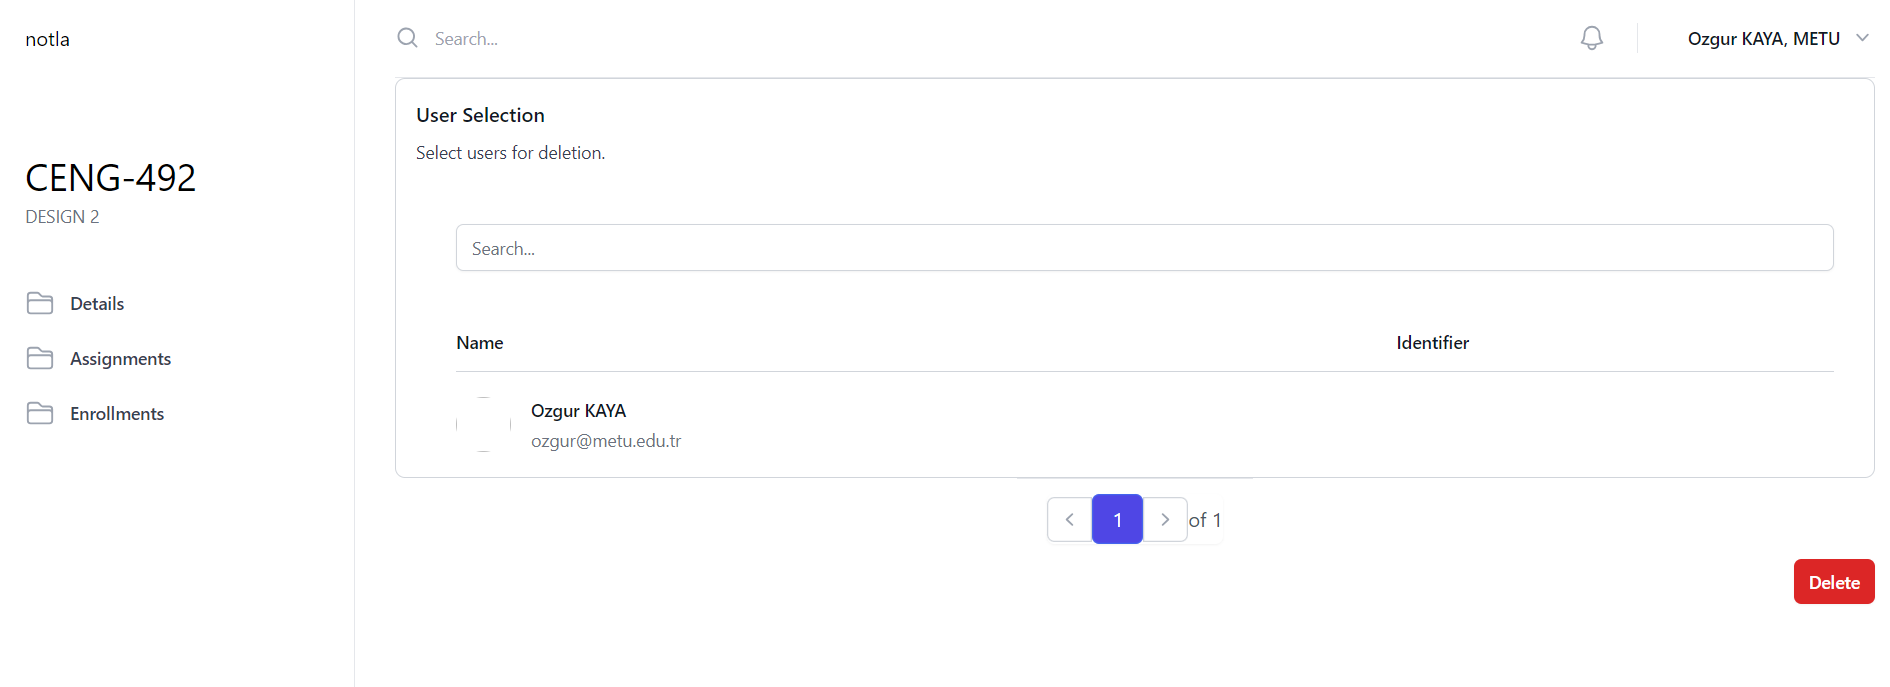 notla
Search...
Ozgur KAYA, METU
CENG-492
DESIGN 2
Details
Assignments
Enrollments
User Selection
Select users for deletion.
Search...
Name Identifier
Ozgur KAYA
ozgur@metu.edu.tr
1 of 1
Delete